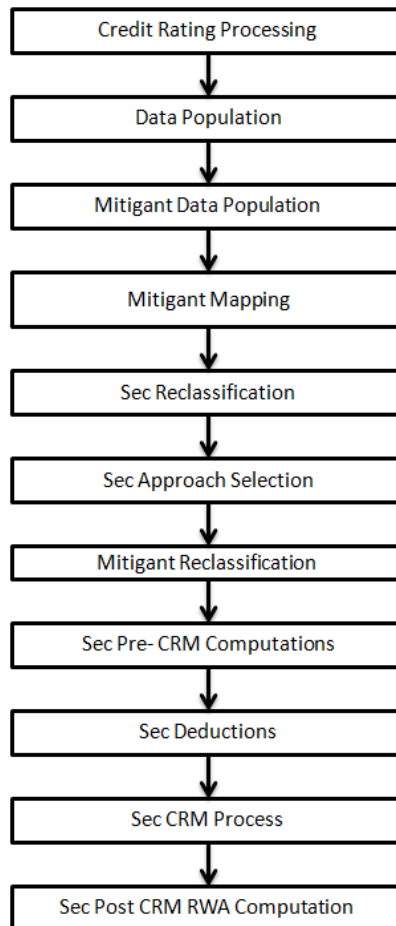 Credit Rating Processing
Data Population
Mitigant Data Population
Mitigant Mapping
Sec Reclassification
Sec Approach Selection
Mitigant Reclassification
Sec Pre- CRM Computations
Sec Deductions
Sec CRM Process
Sec Post CRM RWA Computation